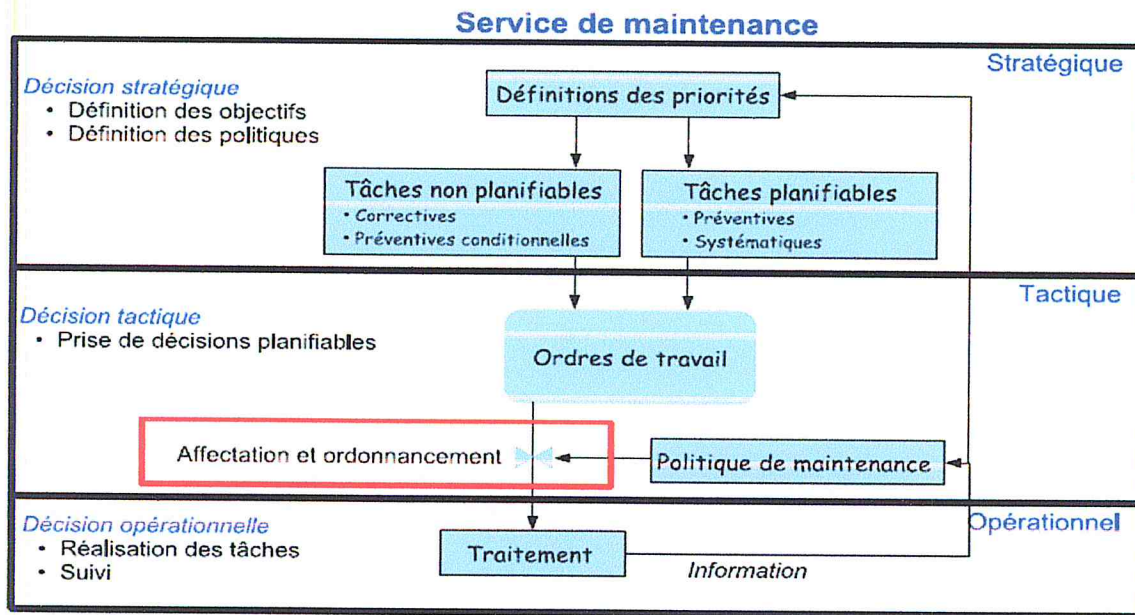 Service de maintenance
Stratégique
Décision stratégique
• Définition des objectifs
• Définition des politiques
Définitions des priorités
Tâches non planifiables
• Correctives
• Préventives conditionnelles
Tâches planifiables
• Préventives
• Systématiques
Tactique
Décision tactique
• Prise de décisions planifiables
Ordres de travail
Affectation et ordonnancement
Politique de maintenance
Opérationnel
Décision opérationnelle
• Réalisation des tâches
• Suivi
Traitement
Information